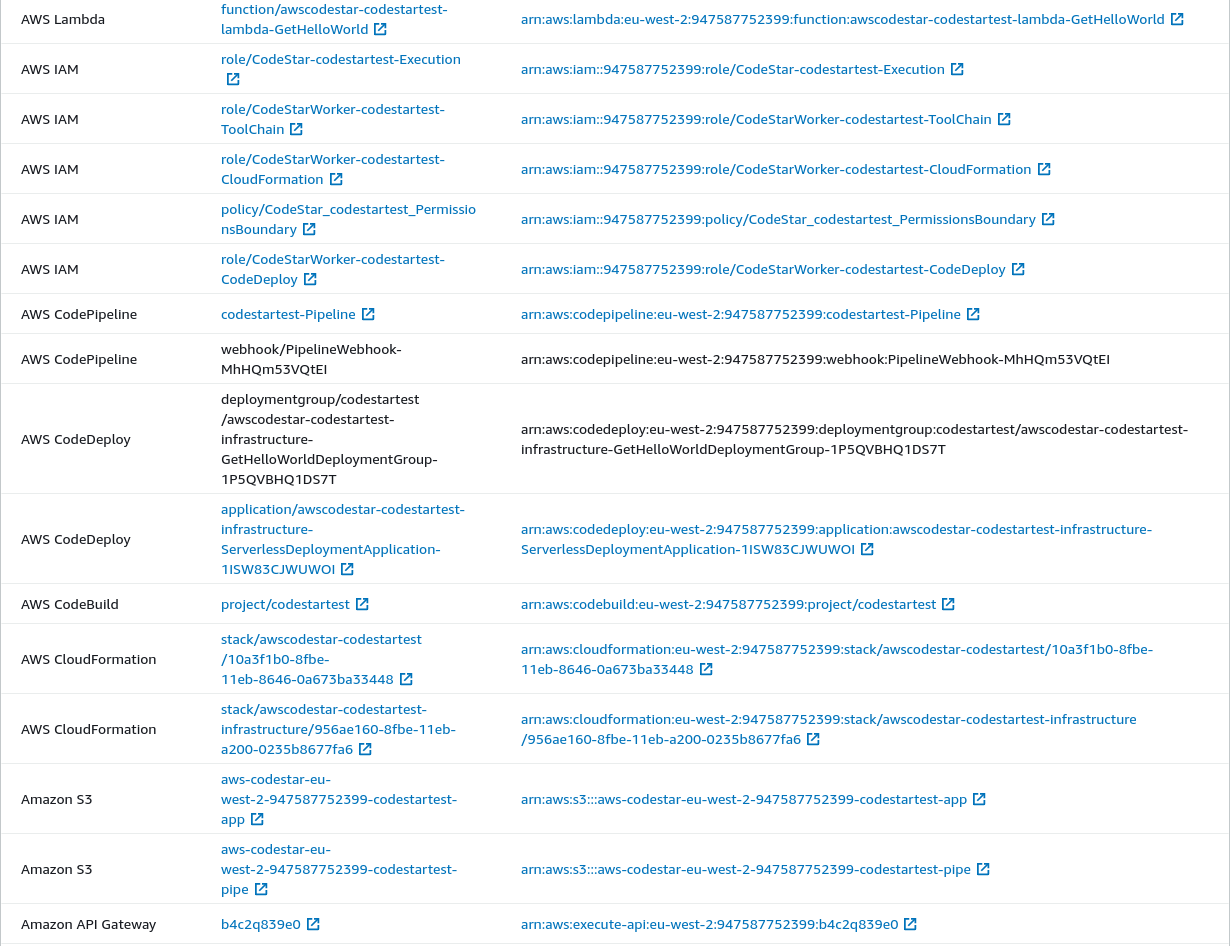 function/awscodestar-codestartest-
AWS Lambda
lambda-GetHelloWorld
arn:aws:lambda:eu-west-2:947587752399:function:awscodestar-codestartest-lambda-GetHelloWorld
AWS IAM
role/CodeStar-codestartest-Execution
arn:aws:iam::947587752399:role/CodeStar-codestartest-Execution
AWS IAM
role/CodeStarWorker-codestartest-
ToolChain
arn:aws:iam::947587752399:role/CodeStarWorker-codestartest-ToolChain
AWS IAM
role/CodeStarWorker-codestartest-
CloudFormation
arn:aws:iam::947587752399:role/CodeStarWorker-codestartest-CloudFormation
AWS IAM
policy/CodeStar_codestartest_Permissio
nsBoundary
arn:aws:iam::947587752399:policy/CodeStar_codestartest_PermissionsBoundary
AWS IAM
role/CodeStarWorker-codestartest-
CodeDeploy
arn:aws:iam::947587752399:role/CodeStarWorker-codestartest-CodeDeploy
AWS CodePipeline
codestartest-Pipeline
arn:aws:codepipeline:eu-west-2:947587752399:codestartest-Pipeline
AWS CodePipeline
webhook/PipelineWebhook-
MhHQm53VQtEI
arn:aws:codepipeline:eu-west-2:947587752399:webhook:PipelineWebhook-MhHQm53VQtEI
AWS CodeDeploy
deploymentgroup/codestartest
/awscodestar-codestartest-
infrastructure-
GetHelloWorldDeploymentGroup-
1P5QVBHQ1DS7T
arn:aws:codedeploy:eu-west-2:947587752399:deploymentgroup:codestartest/awscodestar-codestartest-
infrastructure-GetHelloWorldDeploymentGroup-1P5QVBHQ1DS7T
AWS CodeDeploy
application/awscodestar-codestartest-
infrastructure-
ServerlessDeploymentApplication-
1ISW83CJWUWOI
arn:aws:codedeploy:eu-west-2:947587752399:application:awscodestar-codestartest-infrastructure-
ServerlessDeploymentApplication-1ISW83CJWUWOI
AWS CodeBuild
project/codestartest
arn:aws:codebuild:eu-west-2:947587752399:project/codestartest
AWS CloudFormation
stack/awscodestar-codestartest
/10a3f1b0-8fbe-
11eb-8646-0a673ba33448
arn:aws:cloudformation:eu-west-2:947587752399:stack/awscodestar-codestartest/10a3f1b0-8fbe-
11eb-8646-0a673ba33448
AWS CloudFormation
stack/awscodestar-codestartest-
infrastructure/956ae160-8fbe-11eb-
a200-0235b8677fa6
arn:aws:cloudformation:eu-west-2:947587752399:stack/awscodestar-codestartest-infrastructure
/956ae160-8fbe-11eb-a200-0235b8677fa6
Amazon S3
aws-codestar-eu-
west-2-947587752399-codestartest-
app
arn:aws:s3:::aws-codestar-eu-west-2-947587752399-codestartest-app
Amazon S3
aws-codestar-eu-
west-2-947587752399-codestartest-
pipe
arn:aws:s3:::aws-codestar-eu-west-2-947587752399-codestartest-pipe
Amazon API Gateway
b4c2q839e0
arn:aws:execute-api:eu-west-2:947587752399:b4c2q839e0